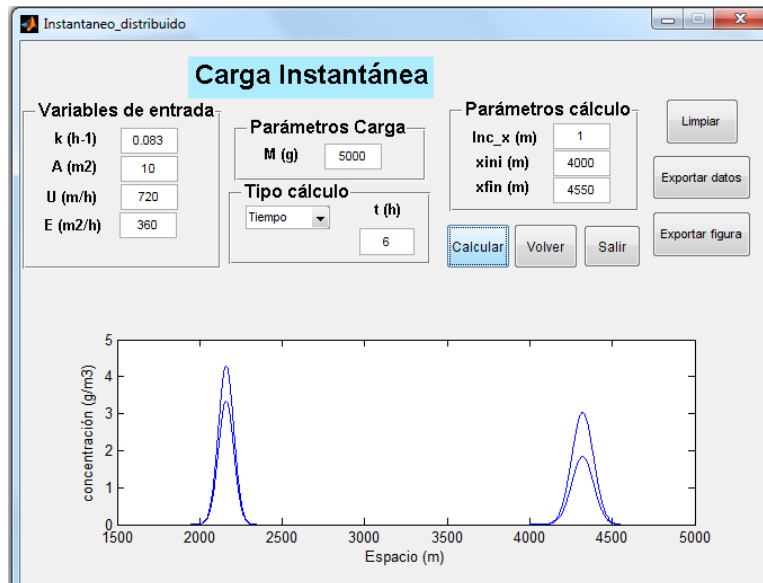 Instantaneo_distribuido
Carga Instantánea
Variables de entrada
k (h-1) 0.083
A (m2) 10
U (m/h) 720
E (m2/h) 360
Parámetros Carga
M (g) 5000
Tipo cálculo
Tiempo
t (h)
6
Parámetros cálculo
Inc_x (m) 1
xini (m) 4000
xfin (m) 4550
Calcular
Volver
Salir
Limpiar
Exportar datos
Exportar figura
concentración (g/m3)
5
4
3
2
1
0
1500 2000 2500 3000 3500 4000 4500 5000
Espacio (m)